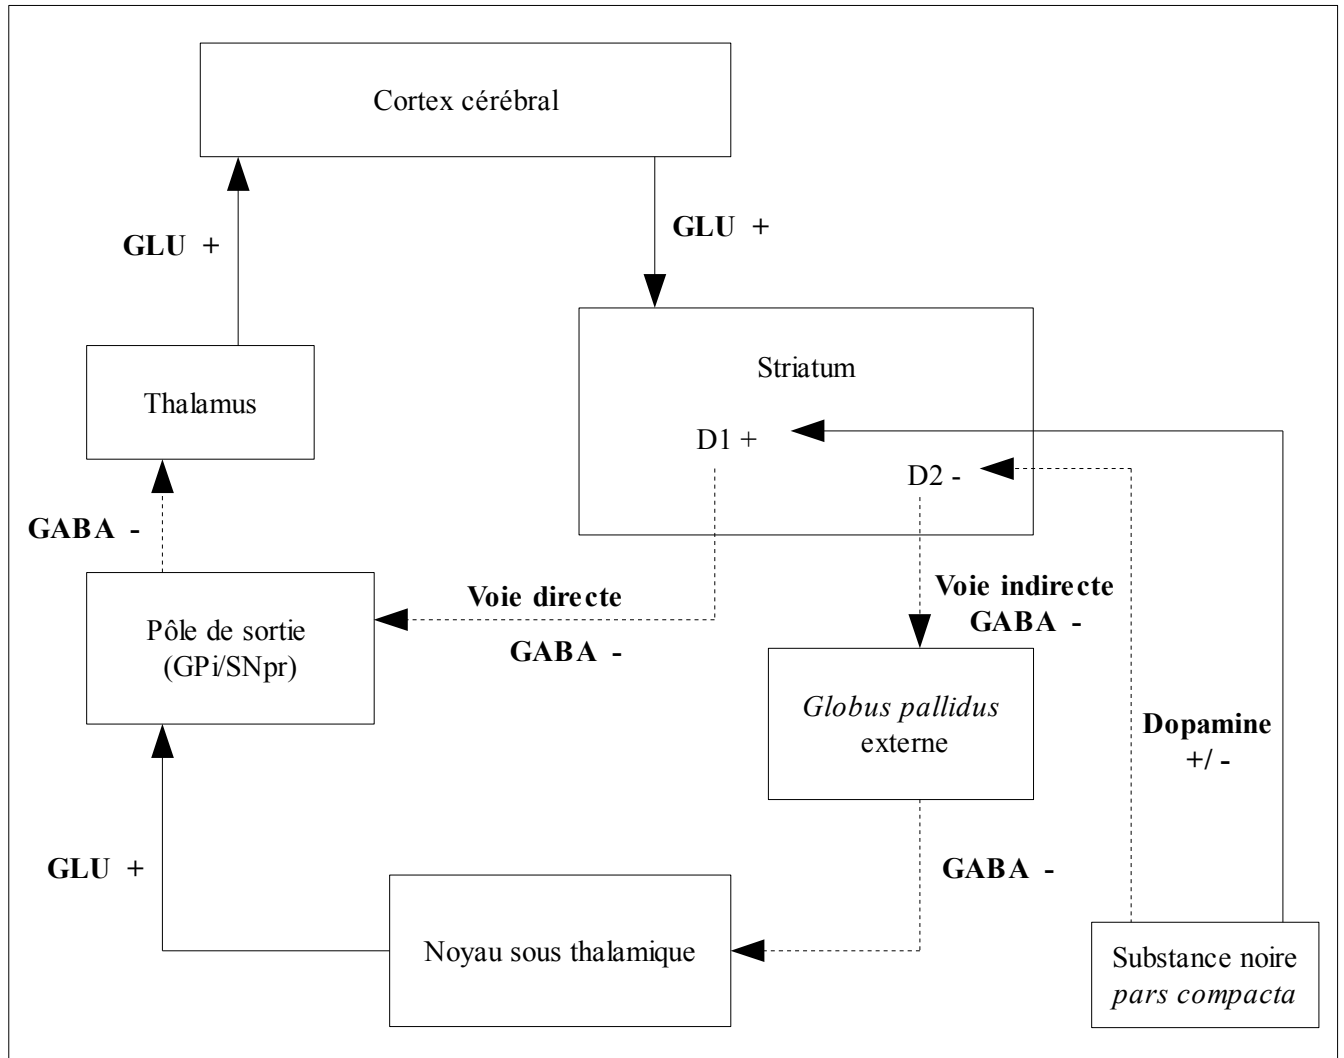 Cortex cérébral
GLU +
GLU +
Striatum
Thalamus
D1 +
D2 -
GABA -
Voie directe
GABA -
Voie indirecte
GABA -
Pôle de sortie
(GPi/SNpr)
Globus pallidus
externe
Dopamine
+/ -
GLU +
GABA -
Noyau sous thalamique
Substance noire
pars compacta